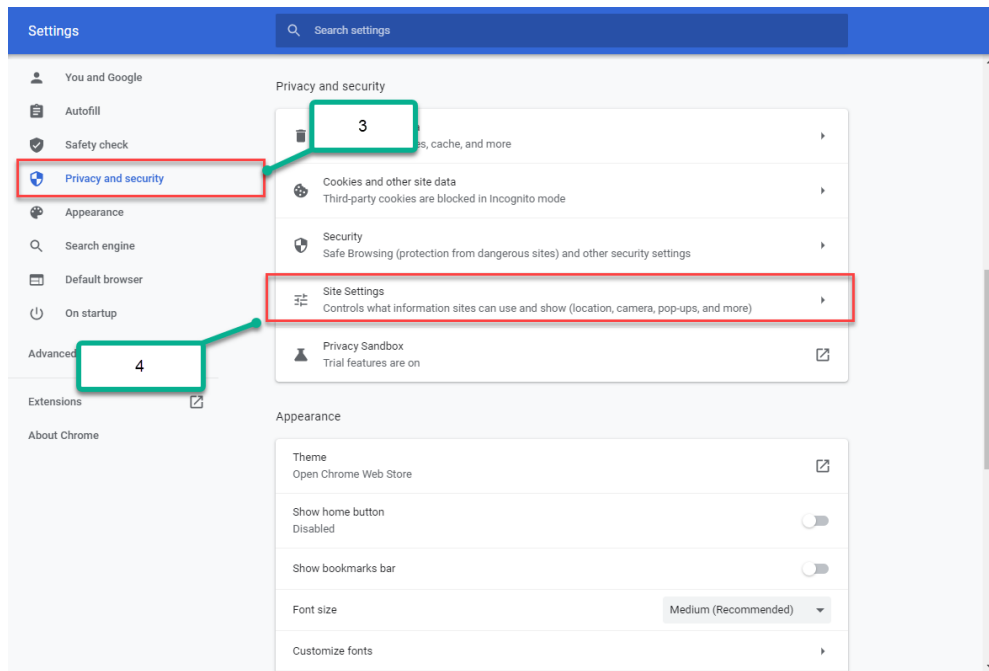 Settings
Search settings
You and Google
Autofill
Safety check
Privacy and security
Appearance
Search engine
Default browser
On startup
Advanced
Extensions
About Chrome
3
4
Privacy and security
cache, and more
Cookies and other site data
Third-party cookies are blocked in Incognito mode
Security
Safe Browsing (protection from dangerous sites) and other security settings
Site Settings
Controls what information sites can use and show (location, camera, pop-ups, and more)
Privacy Sandbox
Trial features are on
Appearance
Theme
Open Chrome Web Store
Show home button
Disabled
Show bookmarks bar
Font size
Medium (Recommended)
Customize fonts